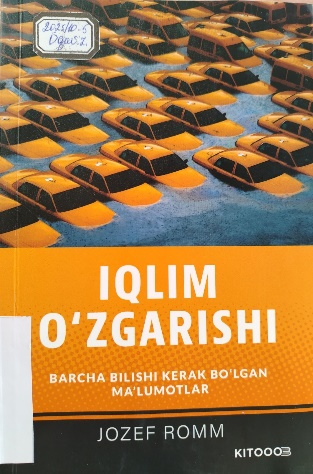 IQLIM
O‘ZGARISHI
BARCHA BILISHI KERAK BO‘LGAN
MA’LUMOTLAR
JOZEF ROMM
KITOOOB